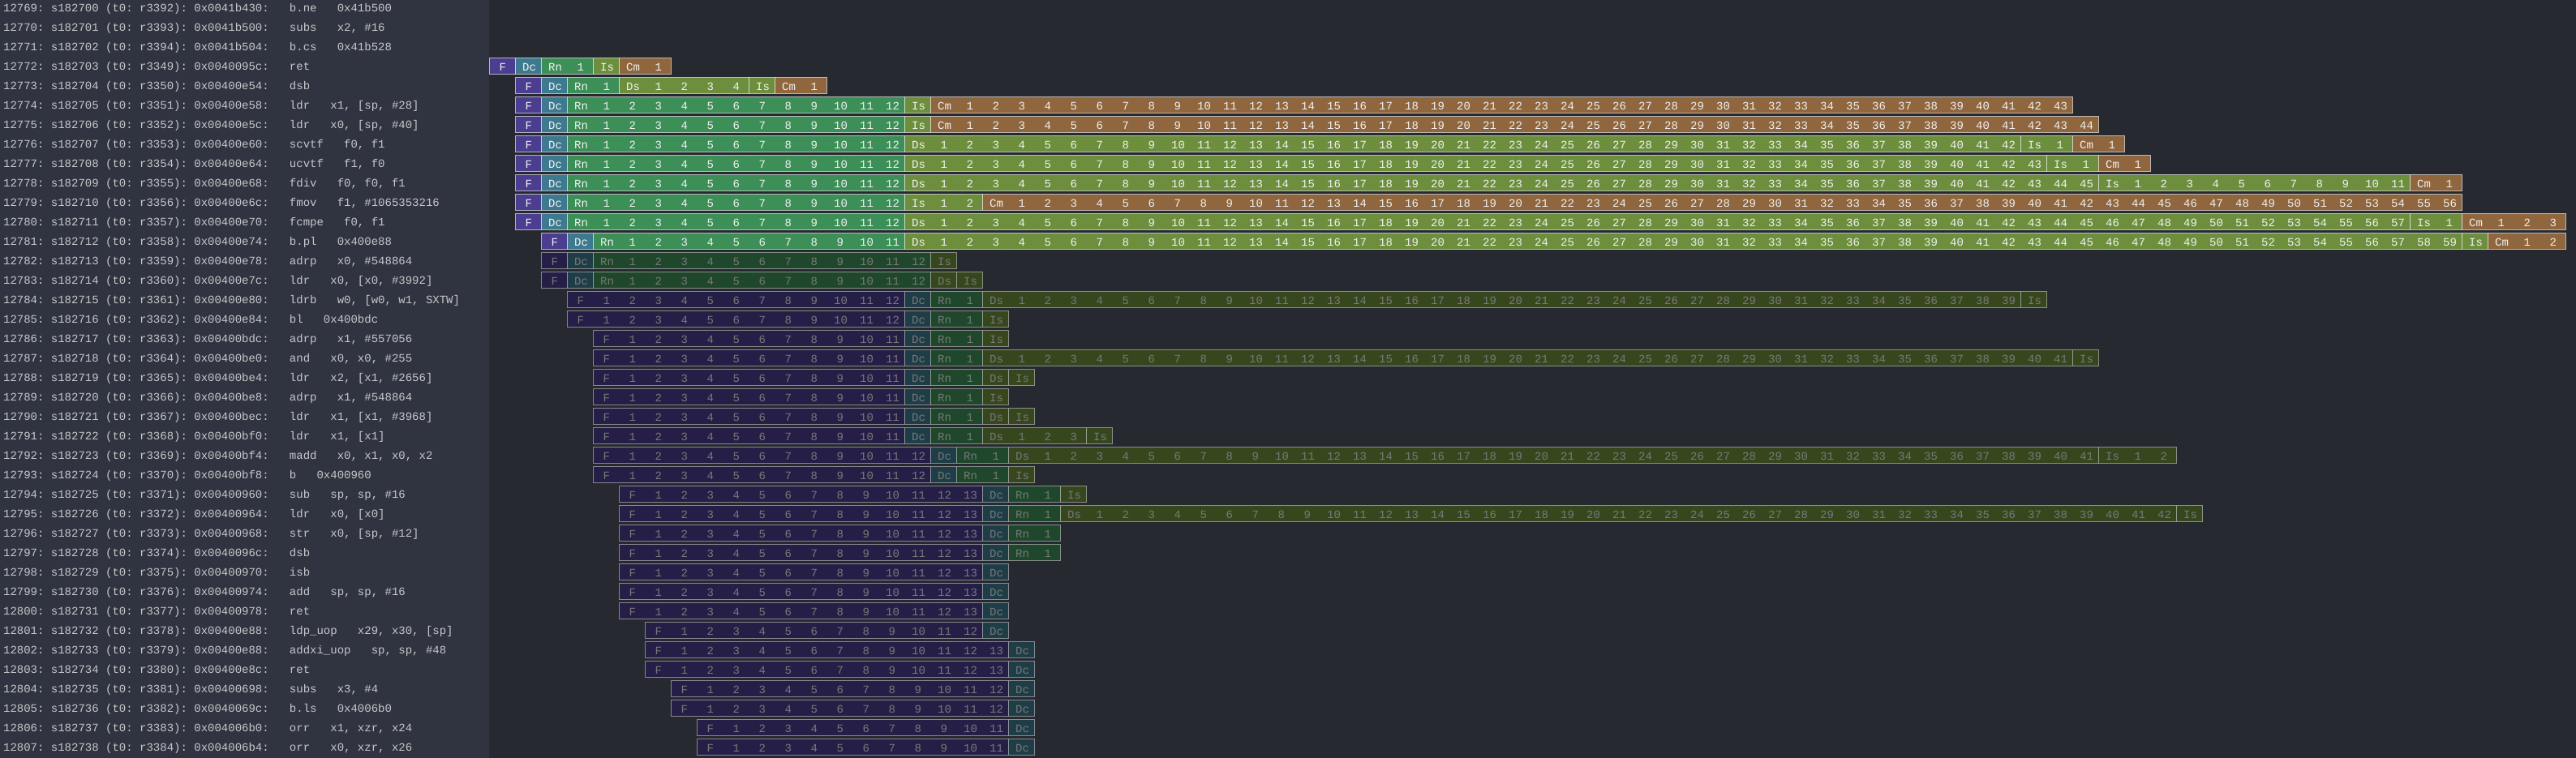 12769: s182700 (t0: r3392): 0x0041b430: b.ne 0x41b500
12770: s182701 (t0: r3393): 0x0041b500: subs x2, #16
12771: s182702 (t0: r3394): 0x0041b504: b.cs 0x41b528
12772: s182703 (t0: r3349): 0x0040095c: ret F Dc Rn 1 Is Cm 1
12773: s182704 (t0: r3350): 0x00400e54: dsb F Dc Rn 1 Ds 1 2 3 4 Is Cm 1
12774: s182705 (t0: r3351): 0x00400e58: ldr x1, [sp, #28] F Dc Rn 1 2 3 4 5 6 7 8 9 10 11 12 Is Cm 1 2 3 4 5 6 7 8 9 10 11 12 13 14 15 16 17 18 19 20 21 22 23 24 25 26 27 28 29 30 31 32 33 34 35 36 37 38 39 40 41 42 43
12775: s182706 (t0: r3352): 0x00400e5c: ldr x0, [sp, #40] F Dc Rn 1 2 3 4 5 6 7 8 9 10 11 12 Is Cm 1 2 3 4 5 6 7 8 9 10 11 12 13 14 15 16 17 18 19 20 21 22 23 24 25 26 27 28 29 30 31 32 33 34 35 36 37 38 39 40 41 42 43 44
12776: s182707 (t0: r3353): 0x00400e60: scvtf f0, f1 F Dc Rn 1 2 3 4 5 6 7 8 9 10 11 12 Ds 1 2 3 4 5 6 7 8 9 10 11 12 13 14 15 16 17 18 19 20 21 22 23 24 25 26 27 28 29 30 31 32 33 34 35 36 37 38 39 40 41 42 Is 1 Cm 1
12777: s182708 (t0: r3354): 0x00400e64: ucvtf f1, f0 F Dc Rn 1 2 3 4 5 6 7 8 9 10 11 12 Ds 1 2 3 4 5 6 7 8 9 10 11 12 13 14 15 16 17 18 19 20 21 22 23 24 25 26 27 28 29 30 31 32 33 34 35 36 37 38 39 40 41 42 43 Is 1 Cm 1
12778: s182709 (t0: r3355): 0x00400e68: fdiv f0, f0, f1 F Dc Rn 1 2 3 4 5 6 7 8 9 10 11 12 Ds 1 2 3 4 5 6 7 8 9 10 11 12 13 14 15 16 17 18 19 20 21 22 23 24 25 26 27 28 29 30 31 32 33 34 35 36 37 38 39 40 41 42 43 44 45 Is 1 2 3 4 5 6 7 8 9 10 11 Cm 1
12779: s182710 (t0: r3356): 0x00400e6c: fmov f1, #1065353216 F Dc Rn 1 2 3 4 5 6 7 8 9 10 11 12 Is 1 2 Cm 1 2 3 4 5 6 7 8 9 10 11 12 13 14 15 16 17 18 19 20 21 22 23 24 25 26 27 28 29 30 31 32 33 34 35 36 37 38 39 40 41 42 43 44 45 46 47 48 49 50 51 52 53 54 55 56
12780: s182711 (t0: r3357): 0x00400e70: fcmpe f0, f1 F Dc Rn 1 2 3 4 5 6 7 8 9 10 11 12 Ds 1 2 3 4 5 6 7 8 9 10 11 12 13 14 15 16 17 18 19 20 21 22 23 24 25 26 27 28 29 30 31 32 33 34 35 36 37 38 39 40 41 42 43 44 45 46 47 48 49 50 51 52 53 54 55 56 57 Is 1 Cm 1 2 3
12781: s182712 (t0: r3358): 0x00400e74: b.pl 0x400e88 F Dc Rn 1 2 3 4 5 6 7 8 9 10 11 Ds 1 2 3 4 5 6 7 8 9 10 11 12 13 14 15 16 17 18 19 20 21 22 23 24 25 26 27 28 29 30 31 32 33 34 35 36 37 38 39 40 41 42 43 44 45 46 47 48 49 50 51 52 53 54 55 56 57 58 59 Is Cm 1 2
12782: s182713 (t0: r3359): 0x00400e78: adrp x0, #548864 F Dc Rn 1 2 3 4 5 6 7 8 9 10 11 12 Is
12783: s182714 (t0: r3360): 0x00400e7c: ldr x0, [x0, #3992] F Dc Rn 1 2 3 4 5 6 7 8 9 10 11 12 Ds Is
12784: s182715 (t0: r3361): 0x00400e80: ldrb w0, [w0, w1, SXTW] F 1 2 3 4 5 6 7 8 9 10 11 12 Dc Rn 1 Ds 1 2 3 4 5 6 7 8 9 10 11 12 13 14 15 16 17 18 19 20 21 22 23 24 25 26 27 28 29 30 31 32 33 34 35 36 37 38 39 Is
12785: s182716 (t0: r3362): 0x00400e84: bl 0x400bdc F 1 2 3 4 5 6 7 8 9 10 11 12 Dc Rn 1 Is
12786: s182717 (t0: r3363): 0x00400bdc: adrp x1, #557056 F 1 2 3 4 5 6 7 8 9 10 11 Dc Rn 1 Is
12787: s182718 (t0: r3364): 0x00400be0: and x0, x0, #255 F 1 2 3 4 5 6 7 8 9 10 11 Dc Rn 1 Ds 1 2 3 4 5 6 7 8 9 10 11 12 13 14 15 16 17 18 19 20 21 22 23 24 25 26 27 28 29 30 31 32 33 34 35 36 37 38 39 40 41 Is
12788: s182719 (t0: r3365): 0x00400be4: ldr x2, [x1, #2656] F 1 2 3 4 5 6 7 8 9 10 11 Dc Rn 1 Ds Is
12789: s182720 (t0: r3366): 0x00400be8: adrp x1, #548864 F 1 2 3 4 5 6 7 8 9 10 11 Dc Rn 1 Is
12790: s182721 (t0: r3367): 0x00400bec: ldr x1, [x1, #3968] F 1 2 3 4 5 6 7 8 9 10 11 Dc Rn 1 Ds Is
12791: s182722 (t0: r3368): 0x00400bf0: ldr x1, [x1] F 1 2 3 4 5 6 7 8 9 10 11 Dc Rn 1 Ds 1 2 3 Is
12792: s182723 (t0: r3369): 0x00400bf4: madd x0, x1, x0, x2 F 1 2 3 4 5 6 7 8 9 10 11 12 Dc Rn 1 Ds 1 2 3 4 5 6 7 8 9 10 11 12 13 14 15 16 17 18 19 20 21 22 23 24 25 26 27 28 29 30 31 32 33 34 35 36 37 38 39 40 41 Is 1 2
12793: s182724 (t0: r3370): 0x00400bf8: b 0x400960 F 1 2 3 4 5 6 7 8 9 10 11 12 Dc Rn 1 Is
12794: s182725 (t0: r3371): 0x00400960: sub sp, sp, #16 F 1 2 3 4 5 6 7 8 9 10 11 12 13 Dc Rn 1 Is
12795: s182726 (t0: r3372): 0x00400964: ldr x0, [x0] F 1 2 3 4 5 6 7 8 9 10 11 12 13 Dc Rn 1 Ds 1 2 3 4 5 6 7 8 9 10 11 12 13 14 15 16 17 18 19 20 21 22 23 24 25 26 27 28 29 30 31 32 33 34 35 36 37 38 39 40 41 42 Is
12796: s182727 (t0: r3373): 0x00400968: str x0, [sp, #12] F 1 2 3 4 5 6 7 8 9 10 11 12 13 Dc Rn 1
12797: s182728 (t0: r3374): 0x0040096c: dsb F 1 2 3 4 5 6 7 8 9 10 11 12 13 Dc Rn 1
12798: s182729 (t0: r3375): 0x00400970: isb F 1 2 3 4 5 6 7 8 9 10 11 12 13 Dc
12799: s182730 (t0: r3376): 0x00400974: add sp, sp, #16 F 1 2 3 4 5 6 7 8 9 10 11 12 13 Dc
12800: s182731 (t0: r3377): 0x00400978: ret F 1 2 3 4 5 6 7 8 9 10 11 12 13 Dc
12801: s182732 (t0: r3378): 0x00400e88: ldp_uop x29, x30, [sp] F 1 2 3 4 5 6 7 8 9 10 11 12 Dc
12802: s182733 (t0: r3379): 0x00400e88: addxi_uop sp, sp, #48 F 1 2 3 4 5 6 7 8 9 10 11 12 13 Dc
12803: s182734 (t0: r3380): 0x00400e8c: ret F 1 2 3 4 5 6 7 8 9 10 11 12 13 Dc
12804: s182735 (t0: r3381): 0x00400698: subs x3, #4 F 1 2 3 4 5 6 7 8 9 10 11 12 Dc
12805: s182736 (t0: r3382): 0x0040069c: b.ls 0x4006b0 F 1 2 3 4 5 6 7 8 9 10 11 12 Dc
12806: s182737 (t0: r3383): 0x004006b0: orr x1, xzr, x24 F 1 2 3 4 5 6 7 8 9 10 11 Dc
12807: s182738 (t0: r3384): 0x004006b4: orr x0, xzr, x26 F 1 2 3 4 5 6 7 8 9 10 11 Dc